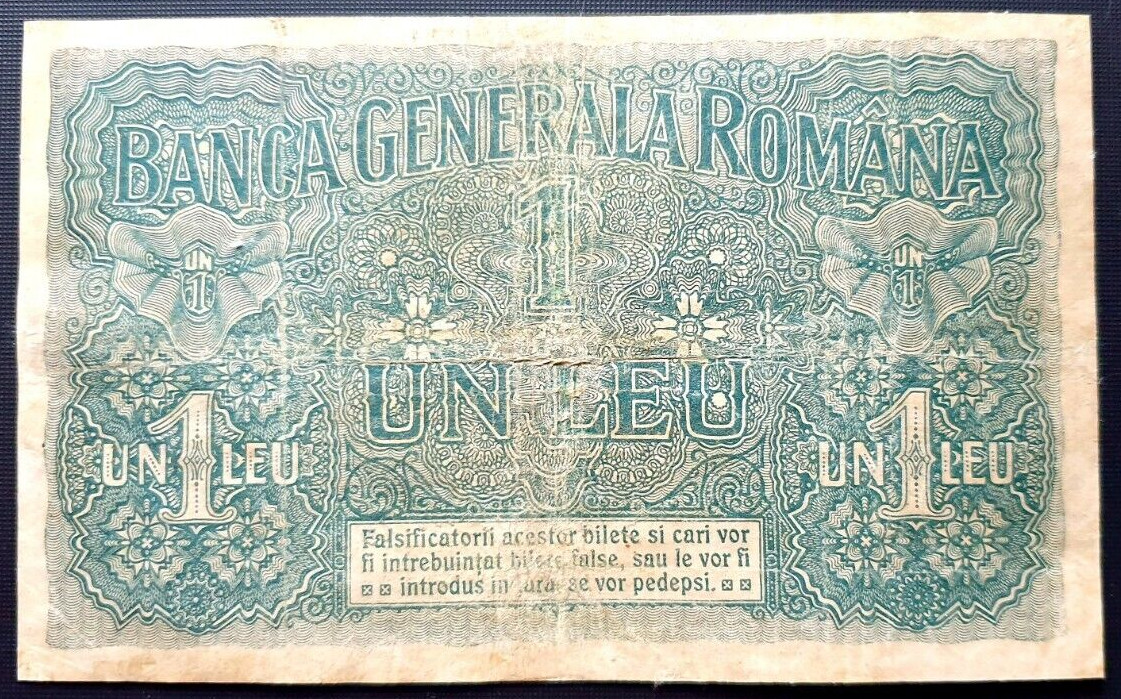 BANCA GENERALA ROMÂNA
1
UN
1
UN
1
UN LEU
UN 1 LEU
UN 1 LEU
Falsificatorii acestor bilete si cari vor
fi intrebuințat bilete false, sau le vor fi
introdus in țara se vor pedepsi.